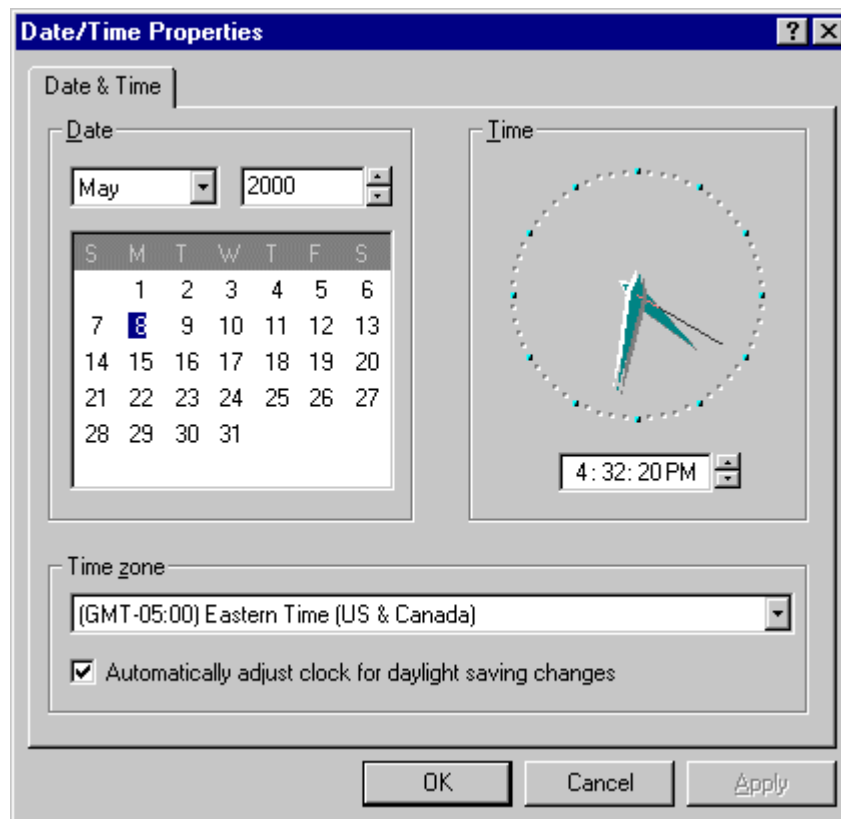 Date/Time Properties ? X
Date & Time
Date
May 2000
S M T W T F S
1 2 3 4 5 6
7 8 9 10 11 12 13
14 15 16 17 18 19 20
21 22 23 24 25 26 27
28 29 30 31
Time
4:32:20 PM
Time zone
(GMT-05:00) Eastern Time (US & Canada)
Automatically adjust clock for daylight saving changes
OK Cancel Apply